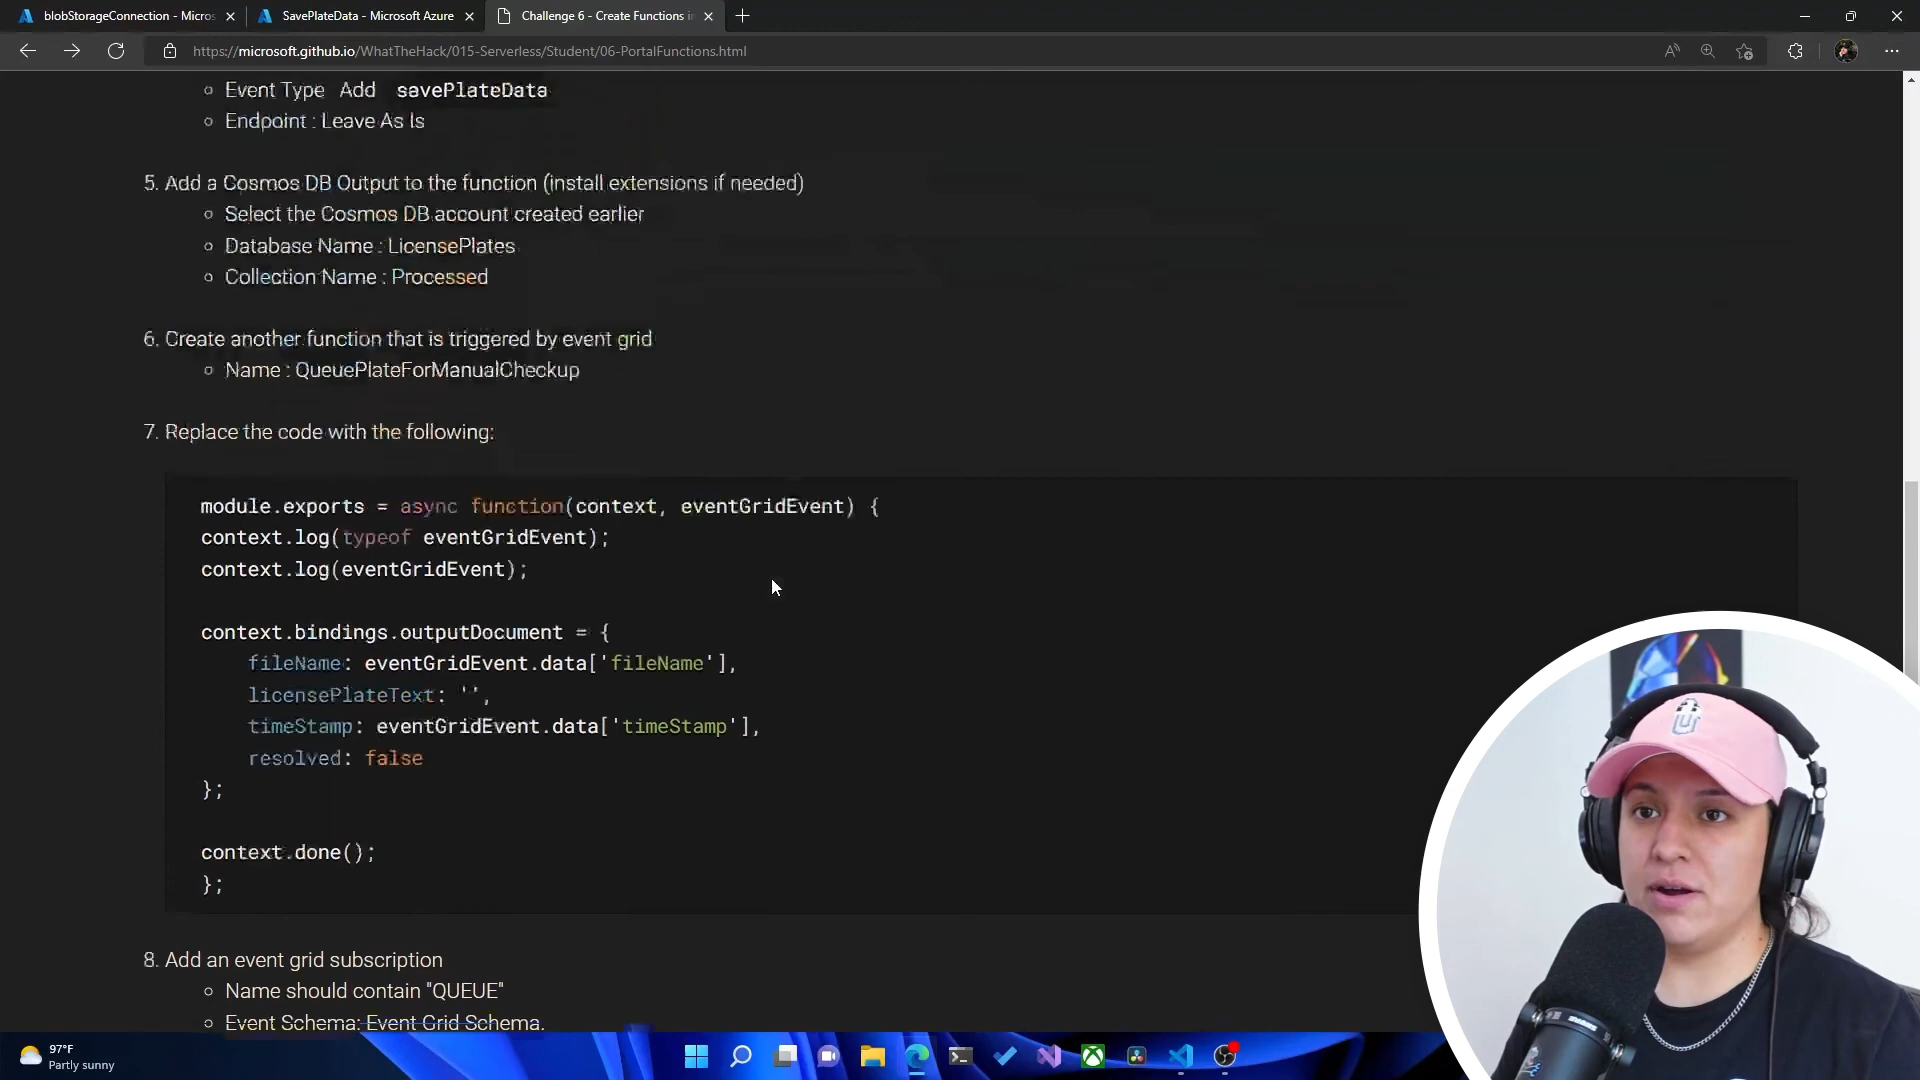 blobStorageConnection - Micros
SavePlateData - Microsoft Azure
Challenge 6 - Create Functions in
https://microsoft.github.io/WhatTheHack/015-Serverless/Student/06-PortalFunctions.html
Event Type Add savePlateData
Endpoint : Leave As Is
5. Add a Cosmos DB Output to the function (install extensions if needed)
Select the Cosmos DB account created earlier
Database Name : LicensePlates
Collection Name : Processed
6. Create another function that is triggered by event grid
Name : QueuePlateForManualCheckup
7. Replace the code with the following:
module.exports = async function(context, eventGridEvent) {
context.log(typeof eventGridEvent);
context.log(eventGridEvent);
context.bindings.outputDocument = {
fileName: eventGridEvent.data['fileName'],
licensePlateText: '',
timeStamp: eventGridEvent.data['timeStamp'],
resolved: false
};
context.done();
};
8. Add an event grid subscription
Name should contain "QUEUE"
Event Schema: Event Grid Schema.
97°F
Partly sunny